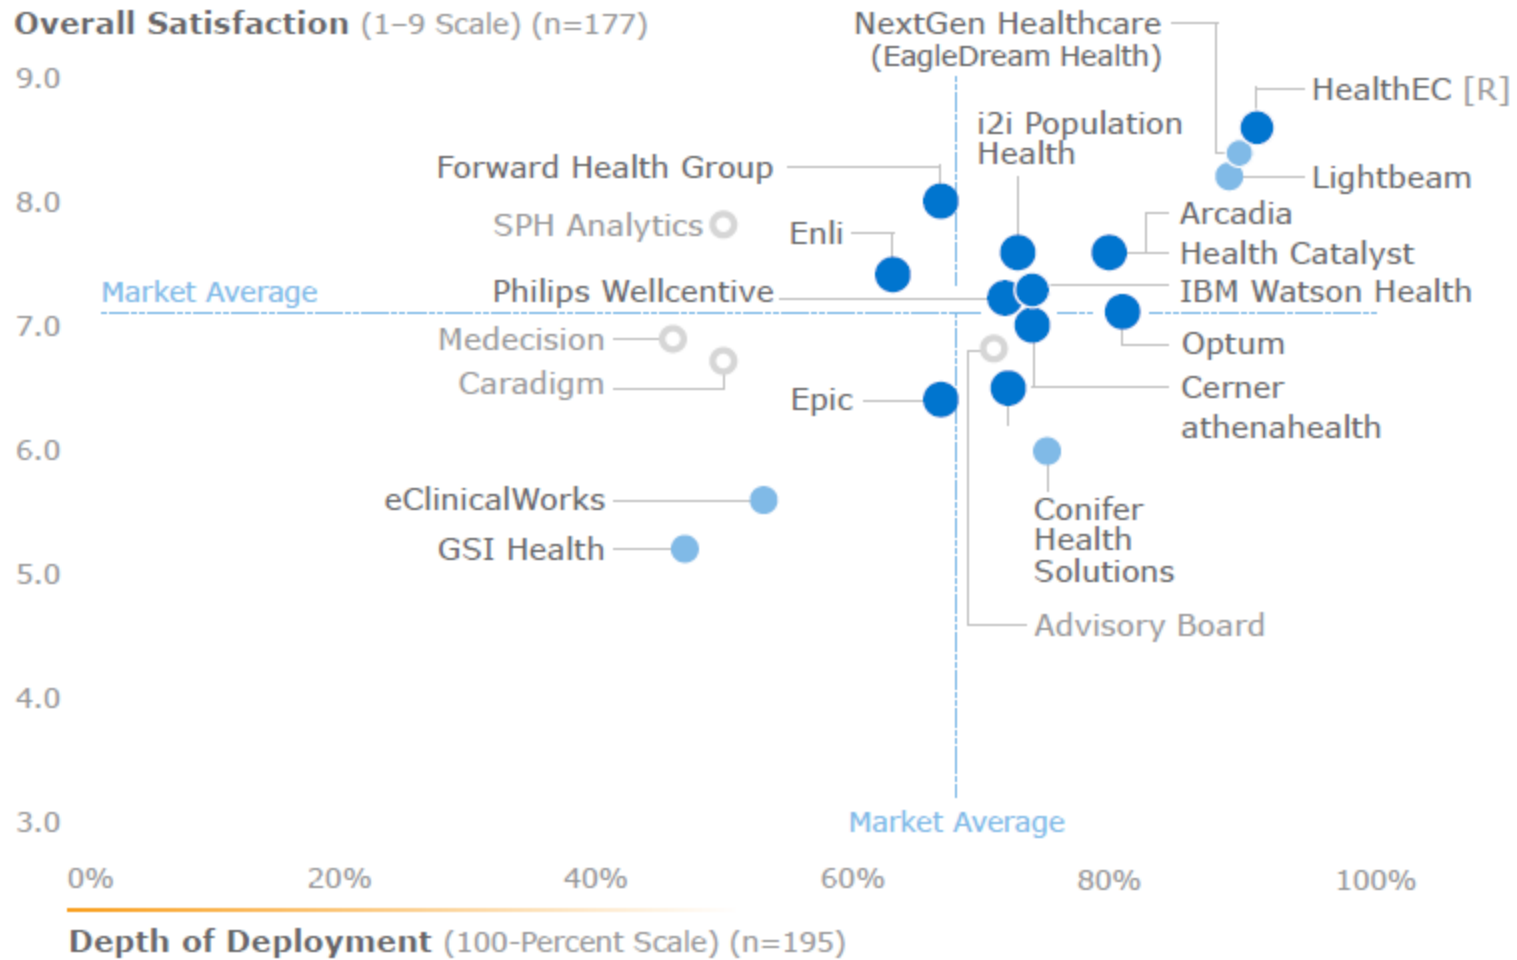 Overall Satisfaction (1–9 Scale) (n=177)
NextGen Healthcare
(EagleDream Health)
9.0
HealthEC [R]
i2i Population
Health
Forward Health Group
Lightbeam
8.0
SPH Analytics
Enli
Arcadia
Health Catalyst
Market Average
Philips Wellcentive
IBM Watson Health
7.0
Medecision
Optum
Caradigm
Cerner
Epic
athenahealth
6.0
eClinicalWorks
Conifer
Health
Solutions
GSI Health
5.0
Advisory Board
4.0
3.0
Market Average
0% 20% 40% 60% 80% 100%
Depth of Deployment (100-Percent Scale) (n=195)